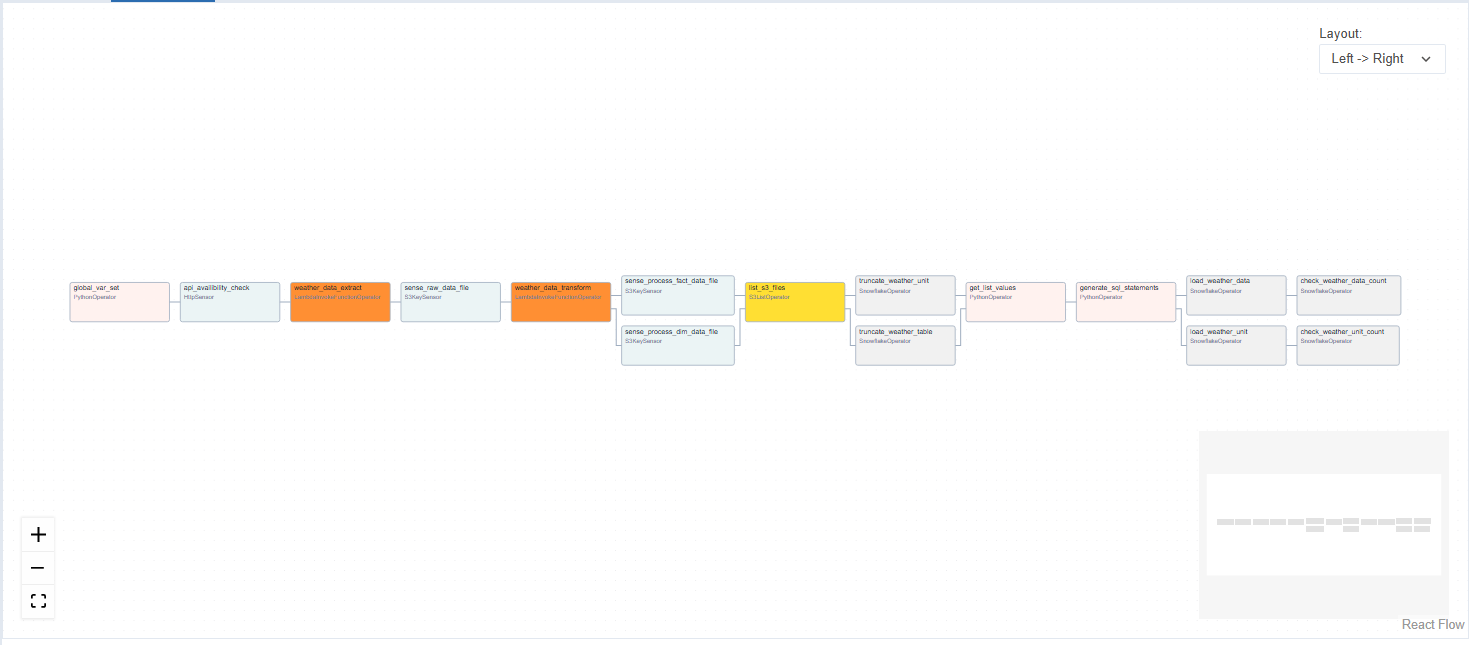 Layout:
Left -> Right
global_var_set
PythonOperator
api_availibility_check
HttpSensor
weather_data_extract
LambdaInvokeFunctionOperator
sense_raw_data_file
S3KeySensor
weather_data_transform
LambdaInvokeFunctionOperator
sense_process_fact_data_file
S3KeySensor
sense_process_dim_data_file
S3KeySensor
list_s3_files
S3ListOperator
truncate_weather_unit
SnowflakeOperator
truncate_weather_table
SnowflakeOperator
get_list_values
PythonOperator
generate_sql_statements
PythonOperator
load_weather_data
SnowflakeOperator
load_weather_unit
SnowflakeOperator
check_weather_data_count
SnowflakeOperator
check_weather_unit_count
SnowflakeOperator
React Flow